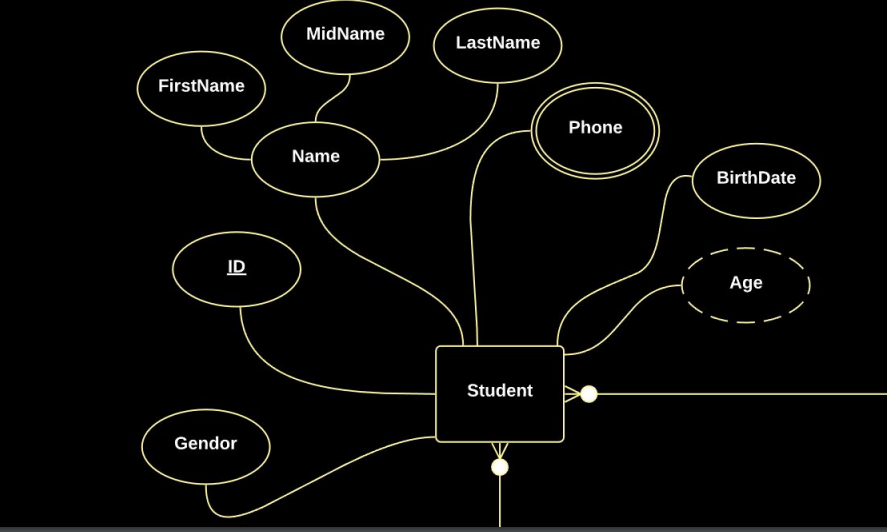 MidName
LastName
FirstName
Phone
Name
BirthDate
ID
Age
Student
Gendor